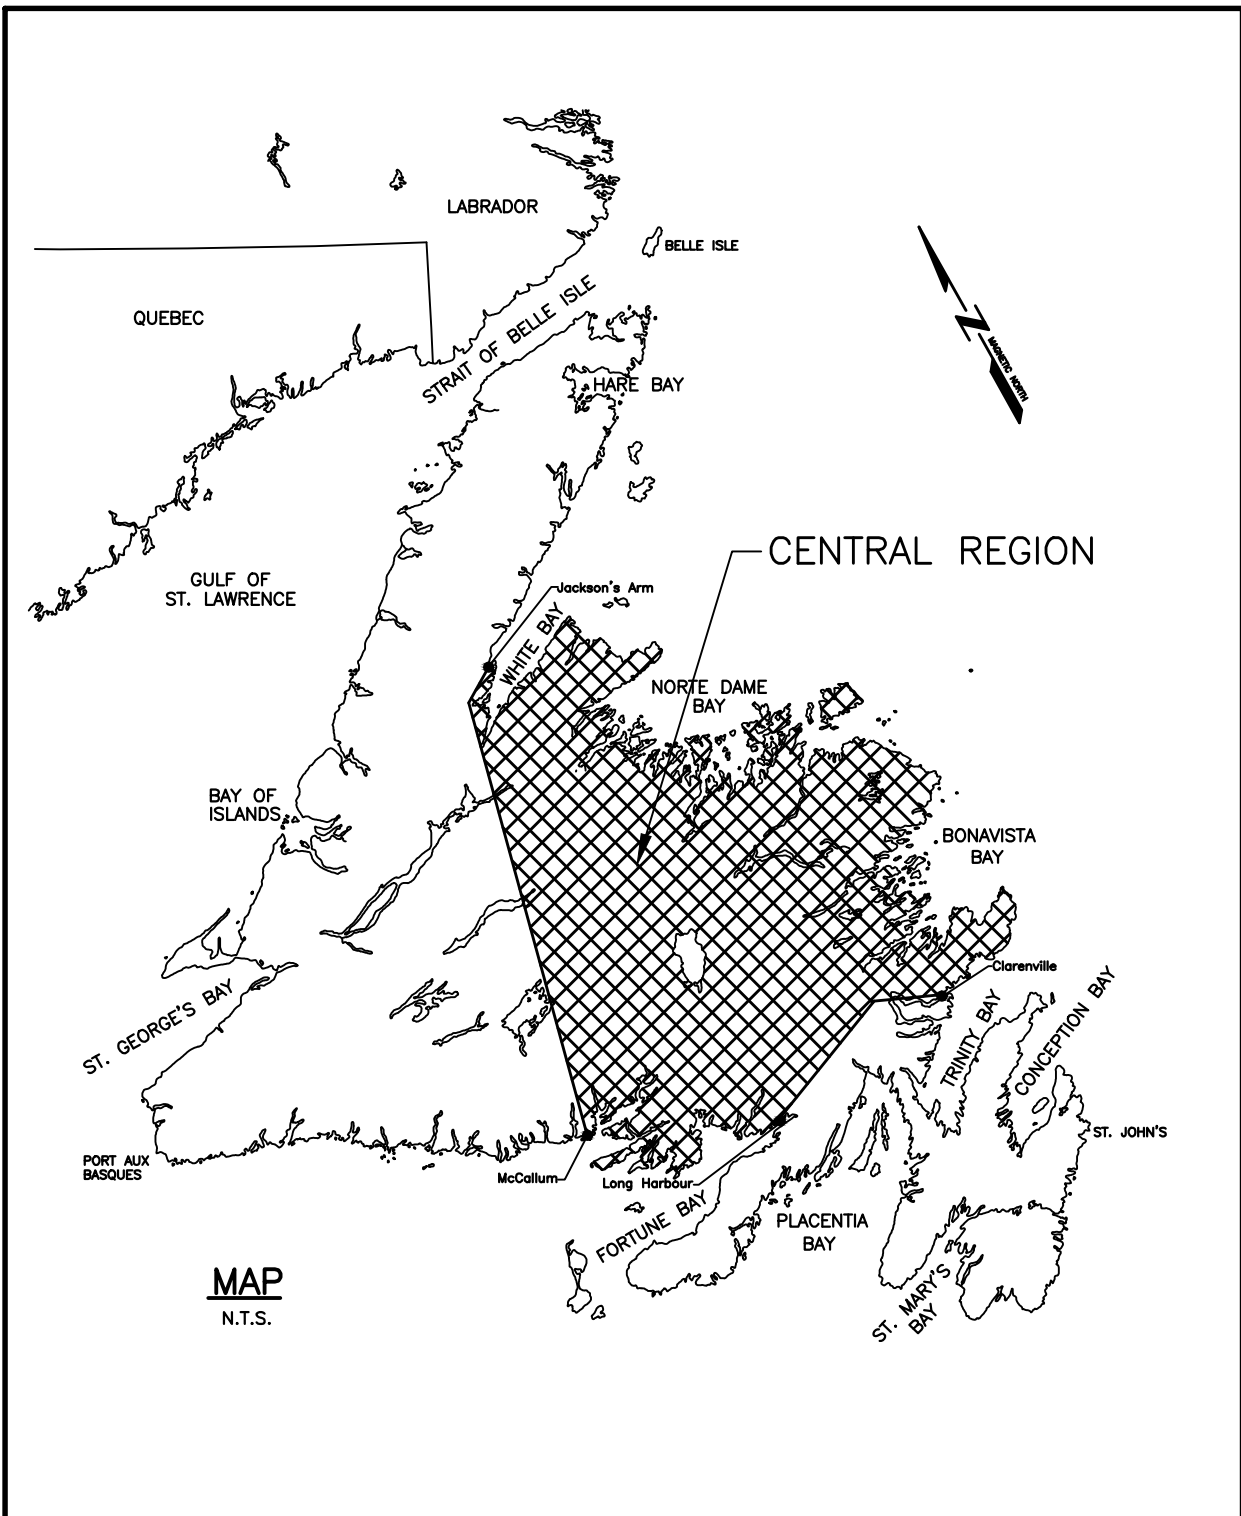 LABRADOR
BELLE ISLE
QUEBEC
STRAIT OF BELLE ISLE
MAGNETIC NORTH
HARE BAY
CENTRAL REGION
GULF OF
ST. LAWRENCE
Jackson's Arm
WHITE BAY
NORTE DAME
BAY
BAY OF
ISLANDS
BONAVISTA
BAY
Clarenville
ST. GEORGE'S BAY
TRINITY BAY
CONCEPTION BAY
ST. JOHN'S
PORT AUX
BASQUES
McCallum
Long Harbour
FORTUNE BAY
PLACENTIA
BAY
ST. MARY'S
BAY
MAP
N.T.S.